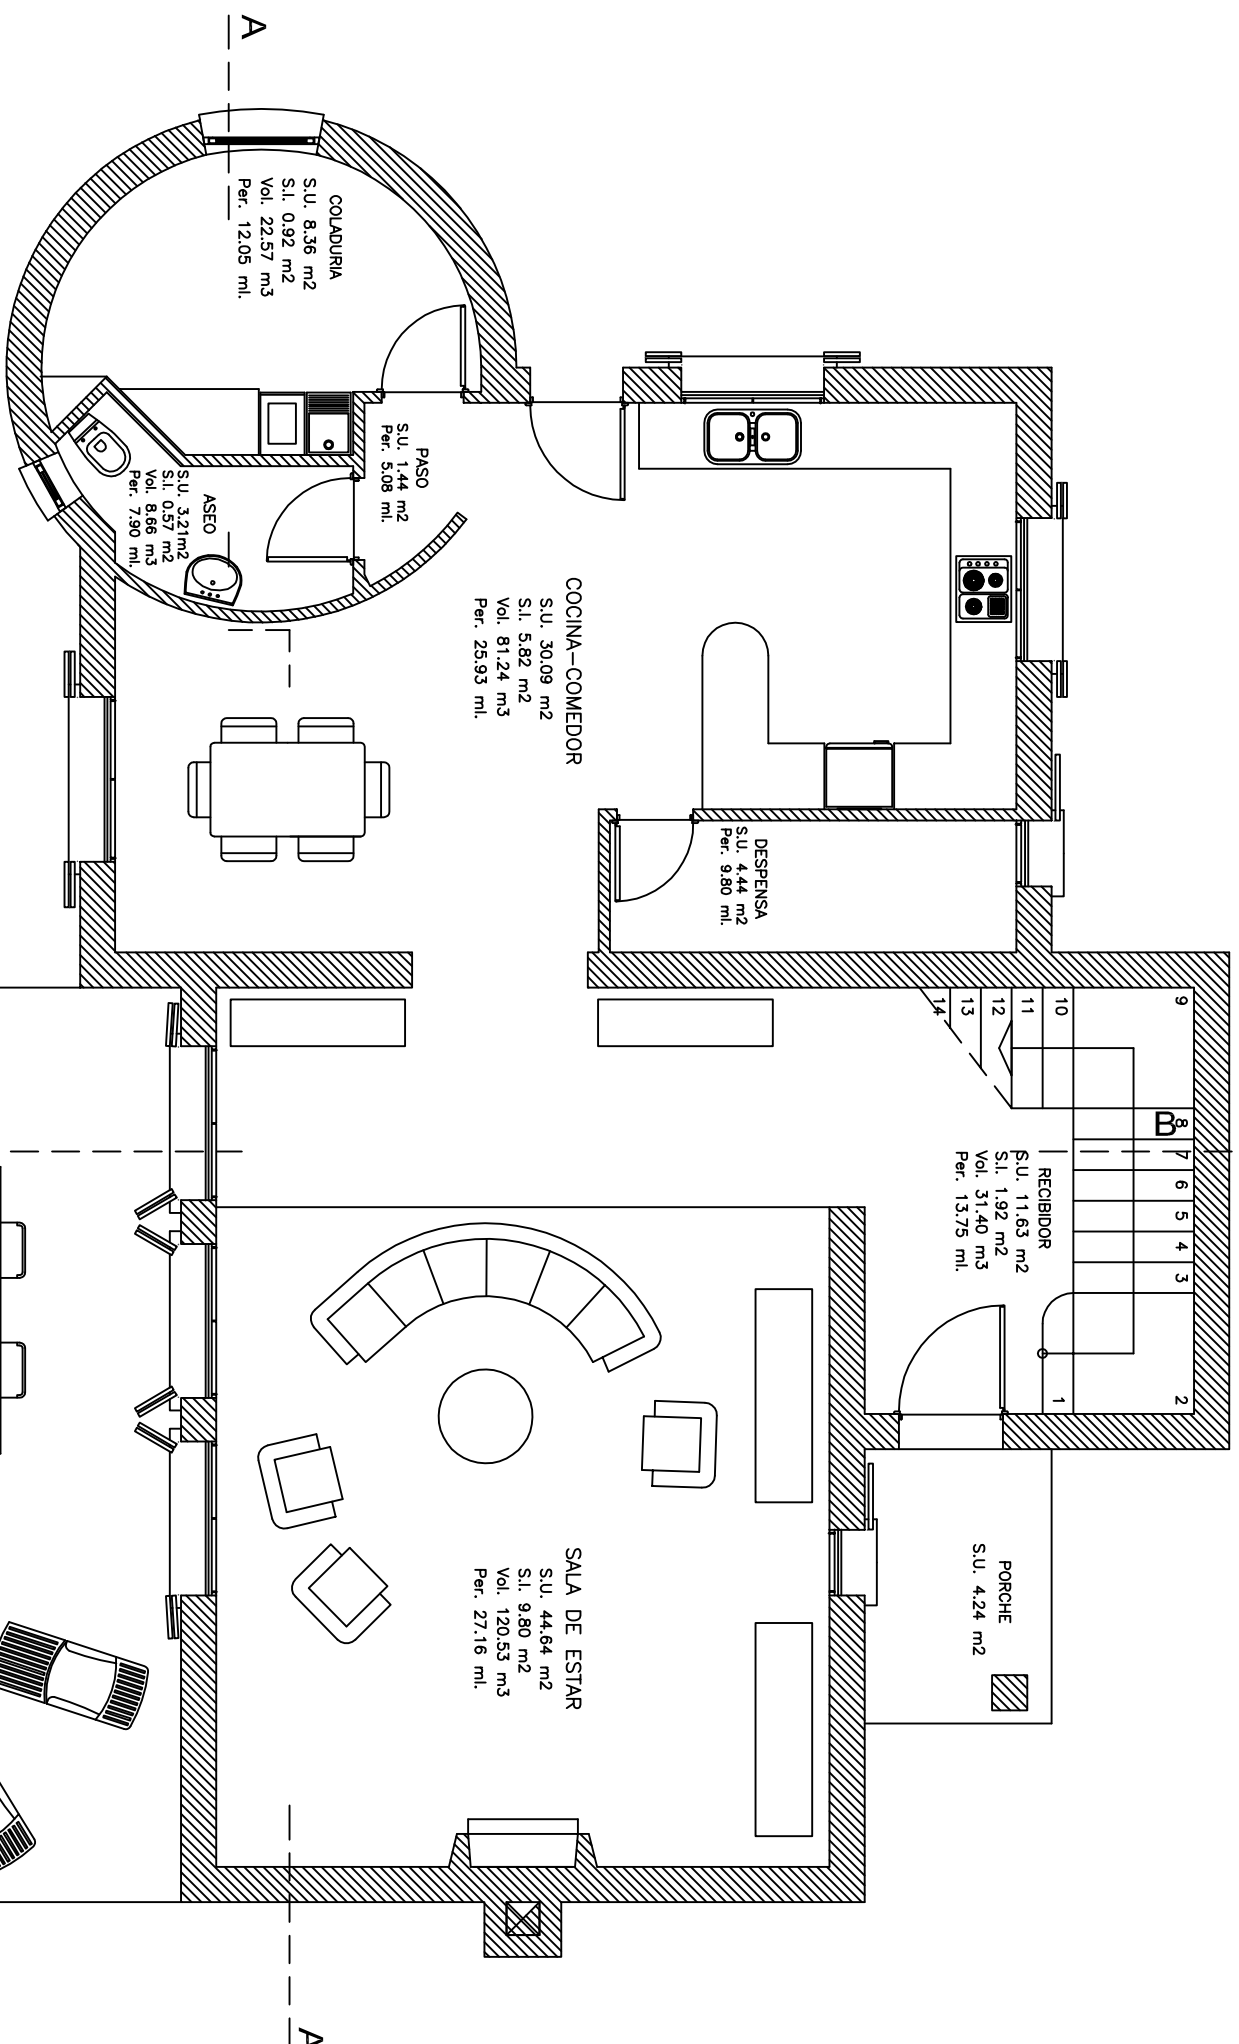 A
COLADURIA
S.U. 8.36 m2
S.I. 0.92 m2
Vol. 22.57 m3
Per. 12.05 ml.
PASO
S.U. 1.44 m2
Per. 5.08 ml.
ASEO
S.U. 3.21m2
S.I. 0.57 m2
Vol. 8.66 m3
Per. 7.90 ml.
COCINA-COMEDOR
S.U. 30.09 m2
S.I. 5.82 m2
Vol. 81.24 m3
Per. 25.93 ml.
DESPENSA
S.U. 4.44 m2
Per. 9.80 ml.
9
10
11
12
13
14
8
7
6
5
4
3
2
1
B
RECIBIDOR
S.U. 11.63 m2
S.I. 1.92 m2
Vol. 31.40 m3
Per. 13.75 ml.
PORCHE
S.U. 4.24 m2
SALA DE ESTAR
S.U. 44.64 m2
S.I. 9.80 m2
Vol. 120.53 m3
Per. 27.16 ml.
A